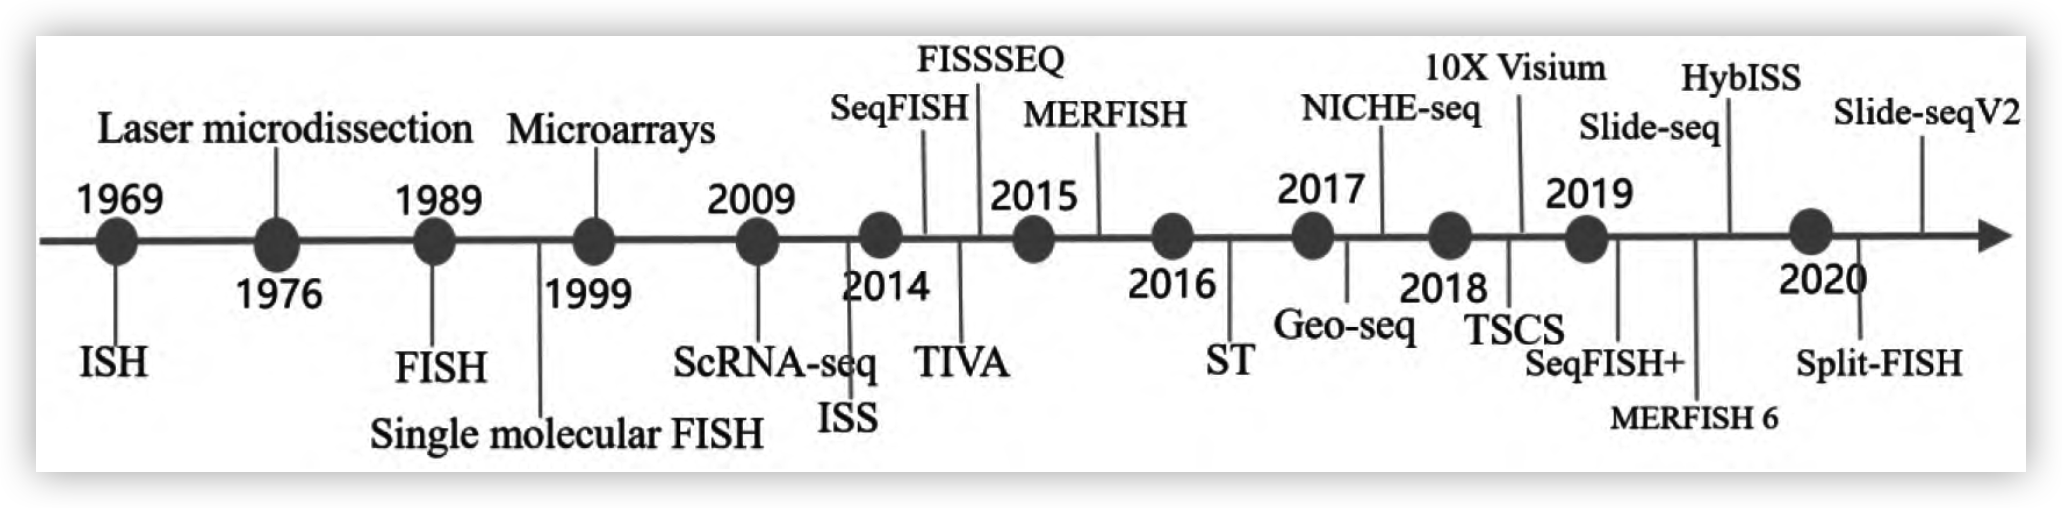 FISSSEQ
10X Visium
HybISS
SeqFISH
MERFISH
NICHE-seq
Slide-seq
Slide-seqV2
Laser microdissection
Microarrays
1969
1989
2009
2015
2017
2019
1976
1999
2014
2016
2018
2020
ISH
FISH
ScRNA-seq
TIVA
ST
Geo-seq
TSCS
SeqFISH+
Split-FISH
Single molecular FISH
ISS
MERFISH 6